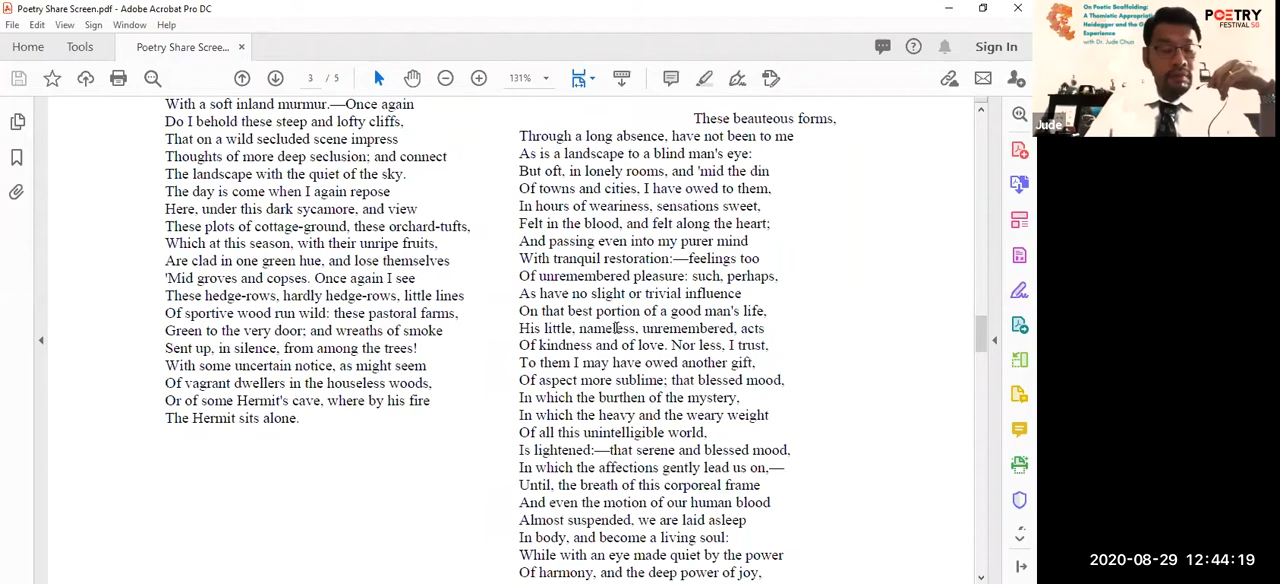 Poetry Share Screen.pdf - Adobe Acrobat Pro DC
File Edit View Sign Window Help
Home Tools Poetry Share Scree... ×
Sign In
3 / 5
131%
With a soft inland murmur.—Once again
Do I behold these steep and lofty cliffs,
That on a wild secluded scene impress
Thoughts of more deep seclusion; and connect
The landscape with the quiet of the sky.
The day is come when I again repose
Here, under this dark sycamore, and view
These plots of cottage-ground, these orchard-tufts,
Which at this season, with their unripe fruits,
Are clad in one green hue, and lose themselves
'Mid groves and copses. Once again I see
These hedge-rows, hardly hedge-rows, little lines
Of sportive wood run wild: these pastoral farms,
Green to the very door; and wreaths of smoke
Sent up, in silence, from among the trees!
With some uncertain notice, as might seem
Of vagrant dwellers in the houseless woods,
Or of some Hermit's cave, where by his fire
The Hermit sits alone.
These beauteous forms,
Through a long absence, have not been to me
As is a landscape to a blind man's eye:
But oft, in lonely rooms, and 'mid the din
Of towns and cities, I have owed to them,
In hours of weariness, sensations sweet,
Felt in the blood, and felt along the heart;
And passing even into my purer mind
With tranquil restoration:—feelings too
Of unremembered pleasure: such, perhaps,
As have no slight or trivial influence
On that best portion of a good man's life,
His little, nameless, unremembered, acts
Of kindness and of love. Nor less, I trust,
To them I may have owed another gift,
Of aspect more sublime; that blessed mood,
In which the burthen of the mystery,
In which the heavy and the weary weight
Of all this unintelligible world,
Is lightened:—that serene and blessed mood,
In which the affections gently lead us on,—
Until, the breath of this corporeal frame
And even the motion of our human blood
Almost suspended, we are laid asleep
In body, and become a living soul:
While with an eye made quiet by the power
Of harmony, and the deep power of joy,
On Poetic Scaffolding:
A Thomistic Appropria
Heidegger and the G
Experience
with Dr. Jude Chua
POETRY
FESTIVAL SG
Jude
2020-08-29 12:44:19